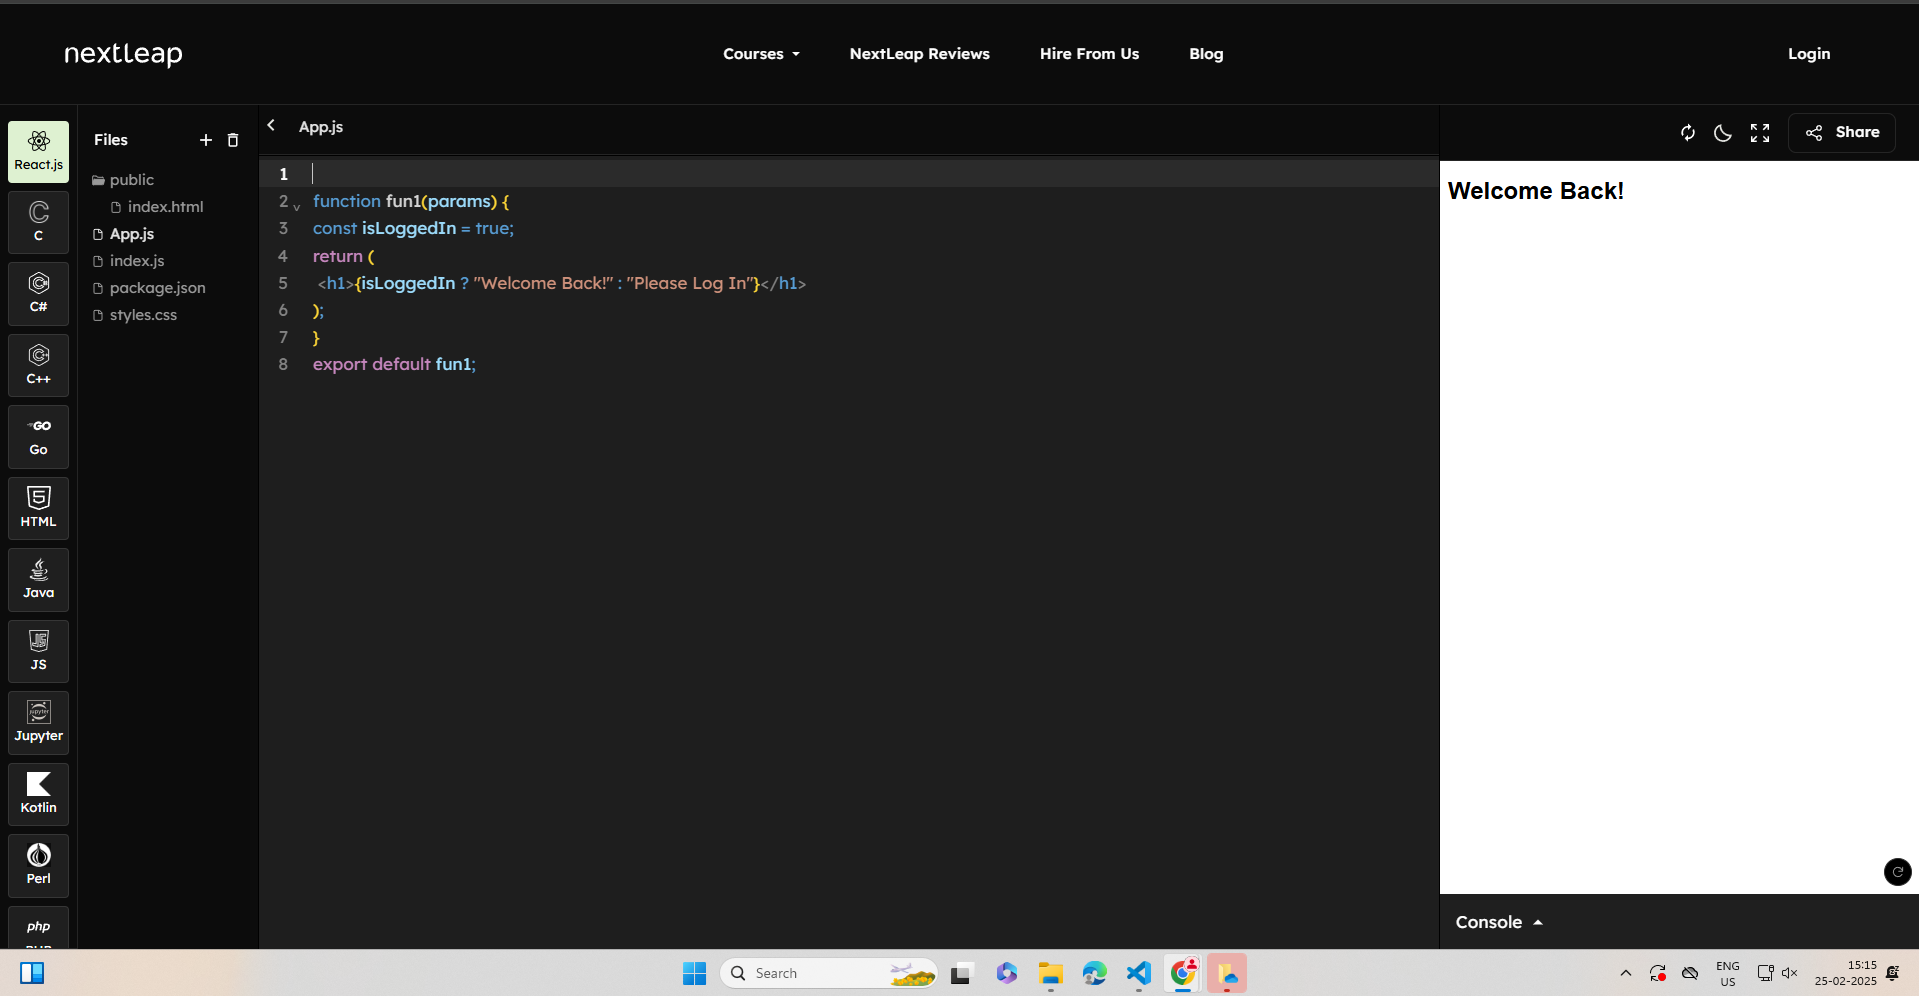 nextleap
Courses
NextLeap Reviews
Hire From Us
Blog
Login
React.js
C
C#
C++
GO
Go
HTML
Java
JS
Jupyter
Kotlin
Perl
php
Files
public
index.html
App.js
index.js
package.json
styles.css
App.js
1
2 function fun1(params) {
3 const isLoggedIn = true;
4 return (
5 <h1>{isLoggedIn ? "Welcome Back!" : "Please Log In"}</h1>
6 );
7 }
8 export default fun1;
Share
Welcome Back!
Console
Search
ENG
US
15:15
25-02-2025